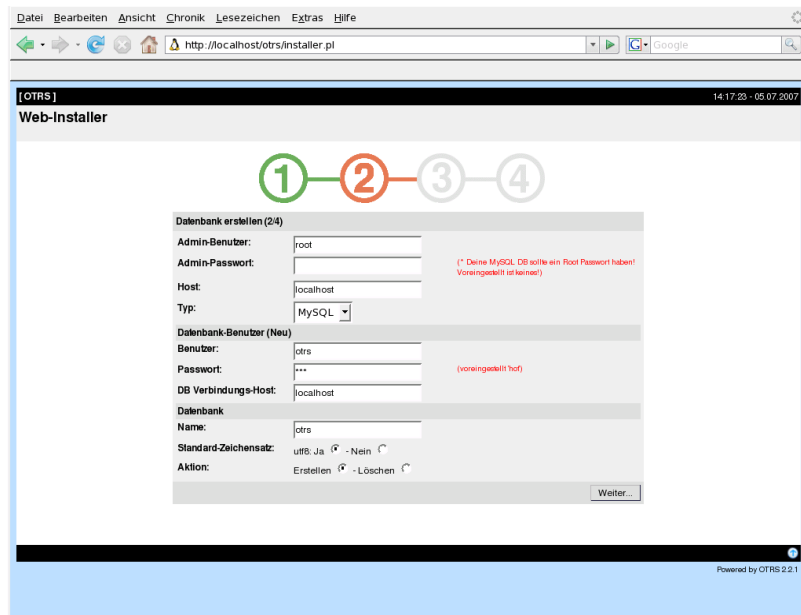 Datei Bearbeiten Ansicht Chronik Lesezeichen Extras Hilfe
http://localhost/otrs/installer.pl
G Google
[ OTRS ] 14:17:23 - 05.07.2007
Web-Installer
1 2 3 4
Datenbank erstellen (2/4)
Admin-Benutzer: root
Admin-Passwort: (* Deine MySQL DB sollte ein Root Passwort haben!
Voreingestellt ist keines!)
Host: localhost
Typ: MySQL
Datenbank-Benutzer (Neu)
Benutzer: otrs
Passwort: *** (voreingestellt 'hot')
DB Verbindungs-Host: localhost
Datenbank
Name: otrs
Standard-Zeichensatz: utf8: Ja - Nein
Aktion: Erstellen - Löschen
Weiter...
Powered by OTRS 2.2.1